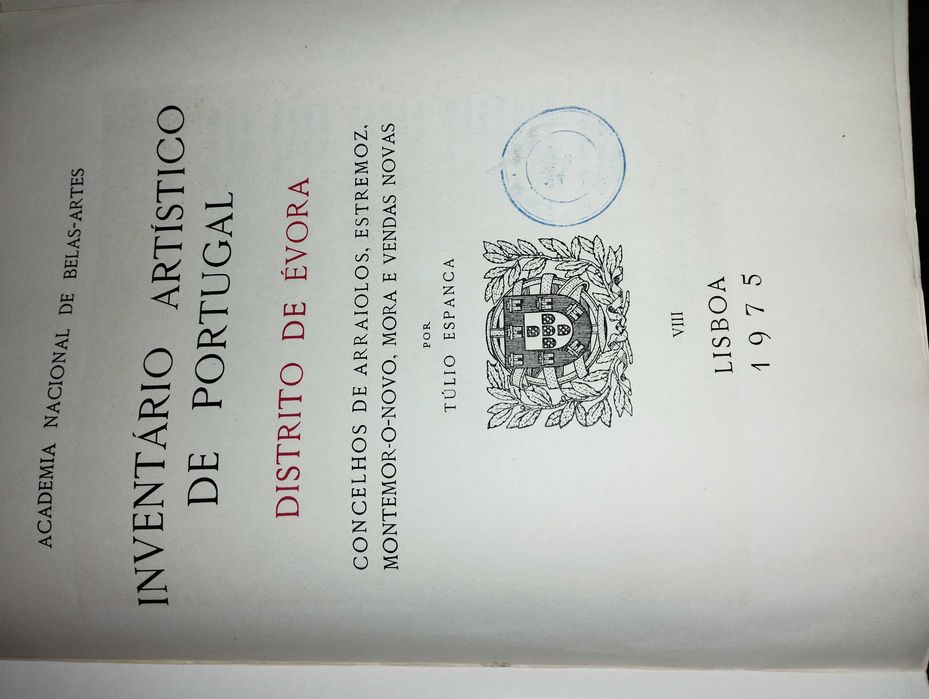 ACADEMIA NACIONAL DE BELAS-ARTES
INVENTÁRIO ARTÍSTICO
DE PORTUGAL
DISTRITO DE ÉVORA
CONCELHOS DE ARRAIOLOS, ESTREMOZ,
MONTEMOR-O-NOVO, MORA E VENDAS NOVAS
POR
TÚLIO ESPANCA
VIII
LISBOA
1975